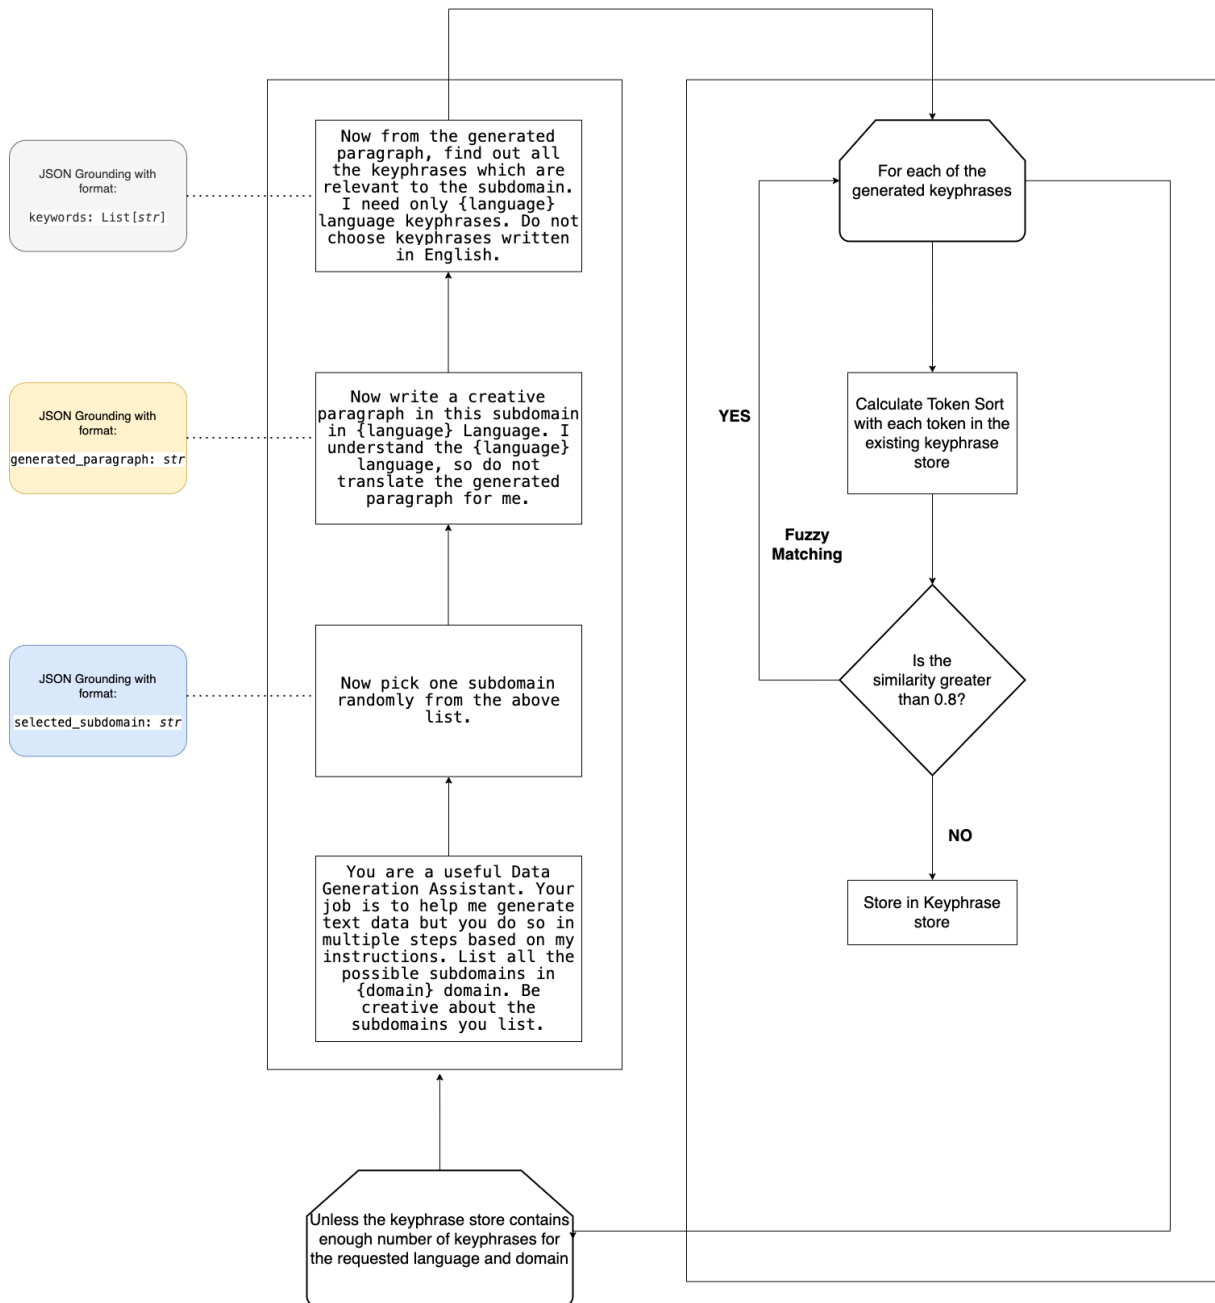 Now from the generated
paragraph, find out all
the keyphrases which are
relevant to the subdomain.
I need only {language}
language keyphrases. Do not
choose keyphrases written
in English.
JSON Grounding with
format:
keywords: List[str]
For each of the
generated keyphrases
Now write a creative
paragraph in this subdomain
in {language} Language. I
understand the {language}
language, so do not
translate the generated
paragraph for me.
JSON Grounding with
format:
generated_paragraph: str
YES
Calculate Token Sort
with each token in the
existing keyphrase
store
Fuzzy
Matching
Now pick one subdomain
randomly from the above
list.
JSON Grounding with
format:
selected_subdomain: str
Is the
similarity greater
than 0.8?
NO
You are a useful Data
Generation Assistant. Your
job is to help me generate
text data but you do so in
multiple steps based on my
instructions. List all the
possible subdomains in
{domain} domain. Be
creative about the
subdomains you list.
Store in Keyphrase
store
Unless the keyphrase store contains
enough number of keyphrases for
the requested language and domain